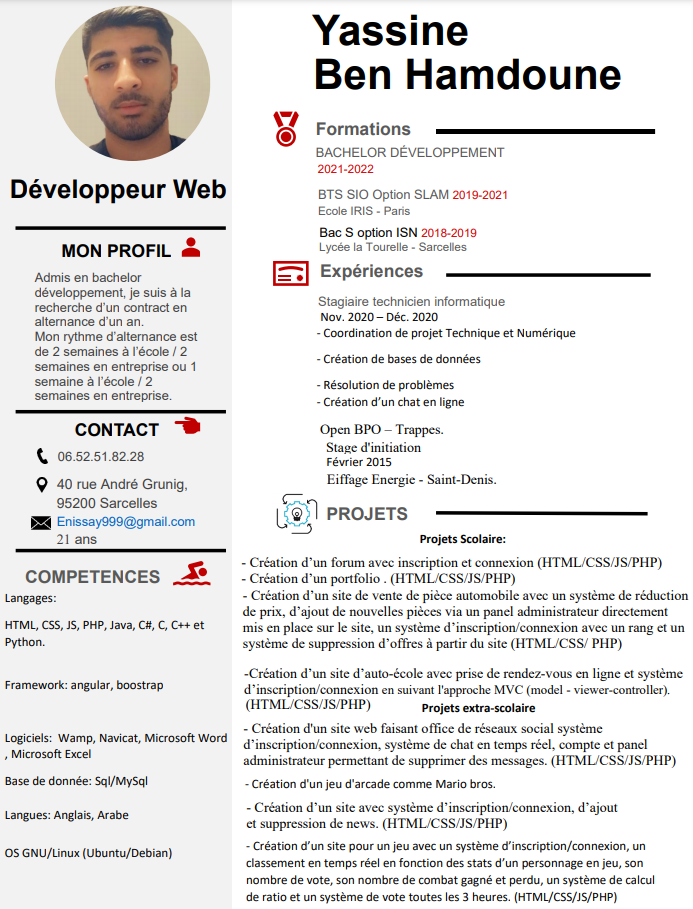 Yassine
Ben Hamdoune
Développeur Web
MON PROFIL
Admis en bachelor
développement, je suis à la
recherche d'un contract en
alternance d'un an.
Mon rythme d'alternance est
de 2 semaines à l'école / 2
semaines en entreprise ou 1
semaine à l'école / 2
semaines en entreprise.
CONTACT
06.52.51.82.28
40 rue André Grunig,
95200 Sarcelles
Enissay999@gmail.com
21 ans
COMPETENCES
Langages:
HTML, CSS, JS, PHP, Java, C#, C, C++ et
Python.
Framework: angular, boostrap
Logiciels: Wamp, Navicat, Microsoft Word
, Microsoft Excel
Base de donnée: Sql/MySql
Langues: Anglais, Arabe
OS GNU/Linux (Ubuntu/Debian)
Formations
BACHELOR DÉVELOPPEMENT
2021-2022
BTS SIO Option SLAM 2019-2021
Ecole IRIS - Paris
Bac S option ISN 2018-2019
Lycée la Tourelle - Sarcelles
Expériences
Stagiaire technicien informatique
Nov. 2020 – Déc. 2020
- Coordination de projet Technique et Numérique
- Création de bases de données
- Résolution de problèmes
- Création d'un chat en ligne
Open BPO – Trappes.
Stage d'initiation
Février 2015
Eiffage Energie - Saint-Denis.
PROJETS
Projets Scolaire:
- Création d'un forum avec inscription et connexion (HTML/CSS/JS/PHP)
- Création d'un portfolio . (HTML/CSS/JS/PHP)
- Création d'un site de vente de pièce automobile avec un système de réduction
de prix, d'ajout de nouvelles pièces via un panel administrateur directement
mis en place sur le site, un système d'inscription/connexion avec un rang et un
système de suppression d'offres à partir du site (HTML/CSS/ PHP)
-Création d'un site d'auto-école avec prise de rendez-vous en ligne et système
d'inscription/connexion en suivant l'approche MVC (model - viewer-controller).
(HTML/CSS/JS/PHP)
Projets extra-scolaire
- Création d'un site web faisant office de réseaux social système
d'inscription/connexion, système de chat en temps réel, compte et panel
administrateur permettant de supprimer des messages. (HTML/CSS/JS/PHP)
- Création d'un jeu d'arcade comme Mario bros.
- Création d'un site avec système d'inscription/connexion, d'ajout
et suppression de news. (HTML/CSS/JS/PHP)
- Création d'un site pour un jeu avec un système d'inscription/connexion, un
classement en temps réel en fonction des stats d'un personnage en jeu, son
nombre de vote, son nombre de combat gagné et perdu, un système de calcul
de ratio et un système de vote toutes les 3 heures. (HTML/CSS/JS/PHP)